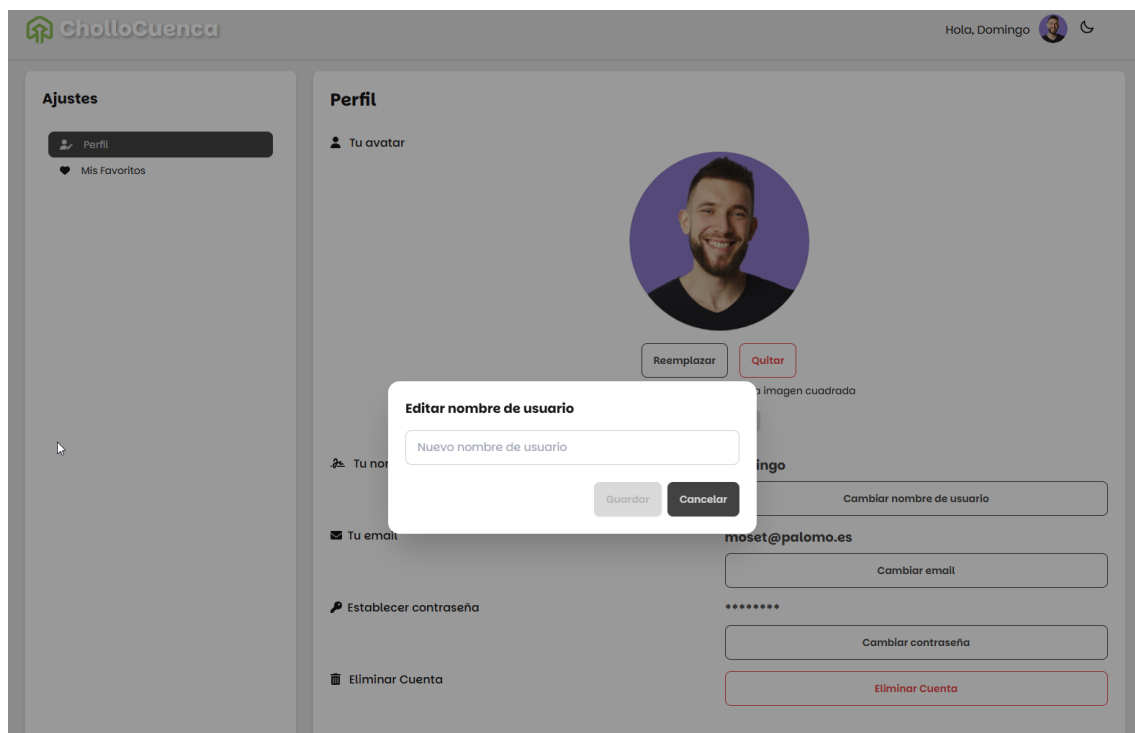 CholloCuenca
Hola, Domingo
Ajustes
Perfil
Mis Favoritos
Perfil
Tu avatar
Reemplazar
Quitar
imagen cuadrada
Editar nombre de usuario
Nuevo nombre de usuario
Guardar
Cancelar
Tu nor
ingo
Cambiar nombre de usuario
Tu email
moset@palomo.es
Cambiar email
Establecer contraseña
********
Cambiar contraseña
Eliminar Cuenta
Eliminar Cuenta